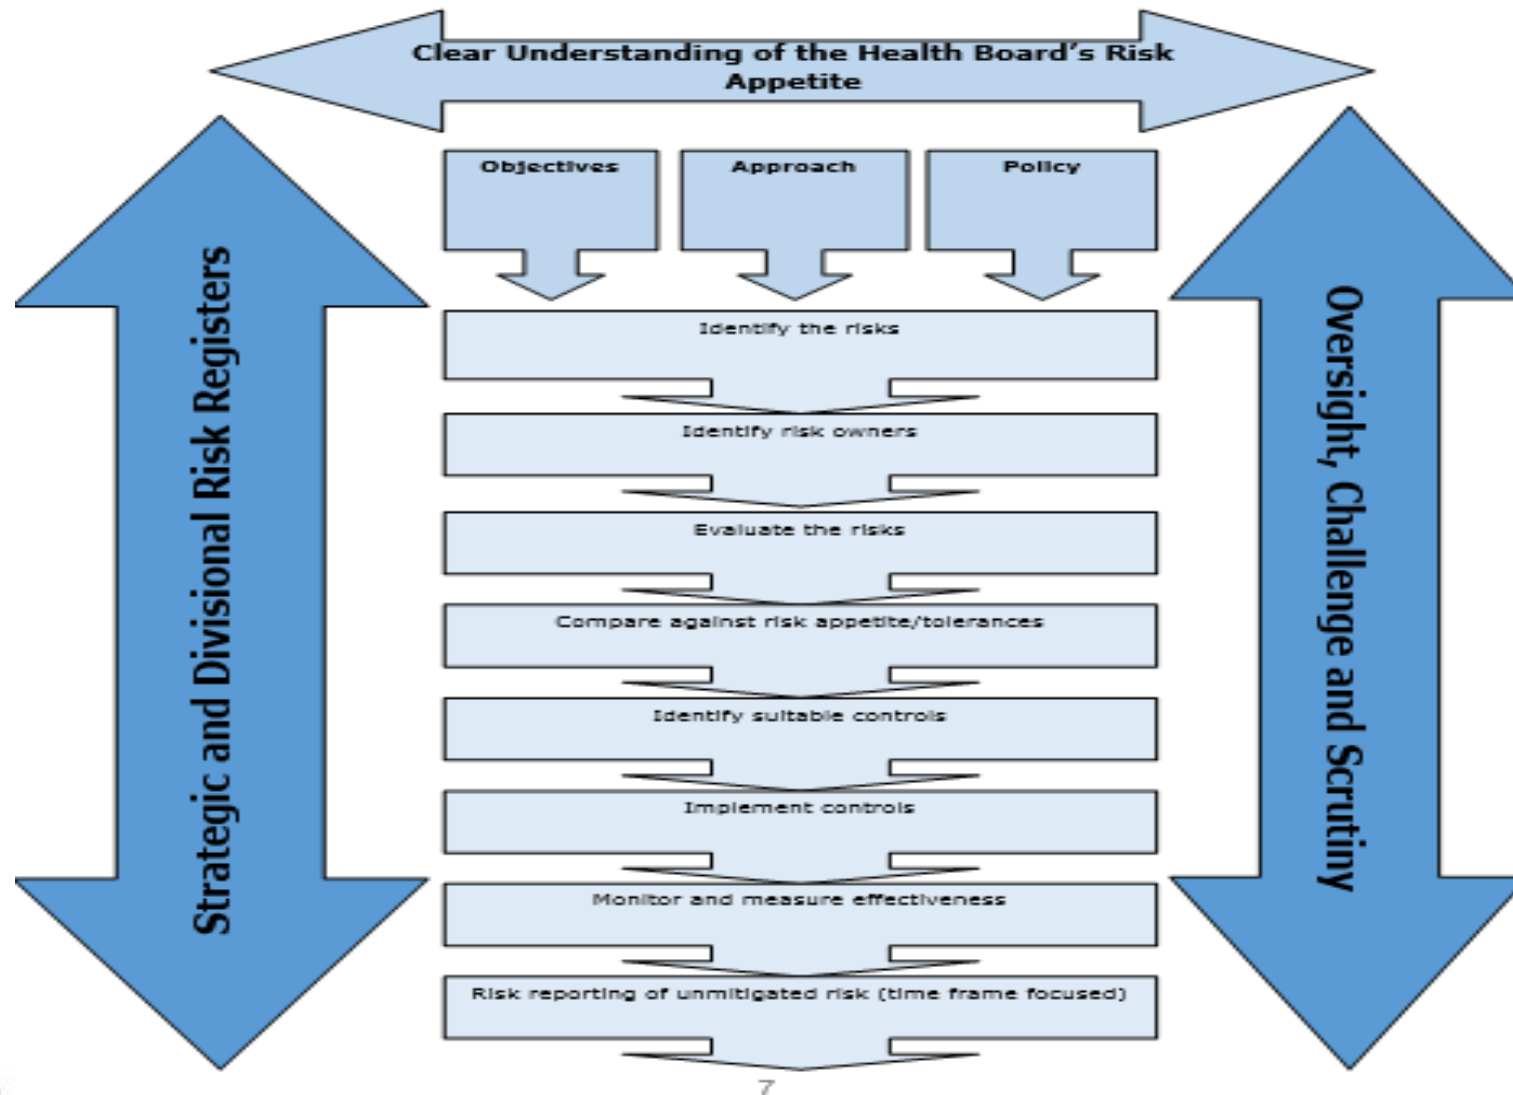 Clear Understanding of the Health Board's Risk
Appetite
Objectives
Approach
Policy
Strategic and Divisional Risk Registers
Identify the risks
Identify risk owners
Evaluate the risks
Compare against risk appetite/tolerances
Identify suitable controls
Implement controls
Monitor and measure effectiveness
Risk reporting of unmitigated risk (time frame focused)
Oversight, Challenge and Scrutiny
7